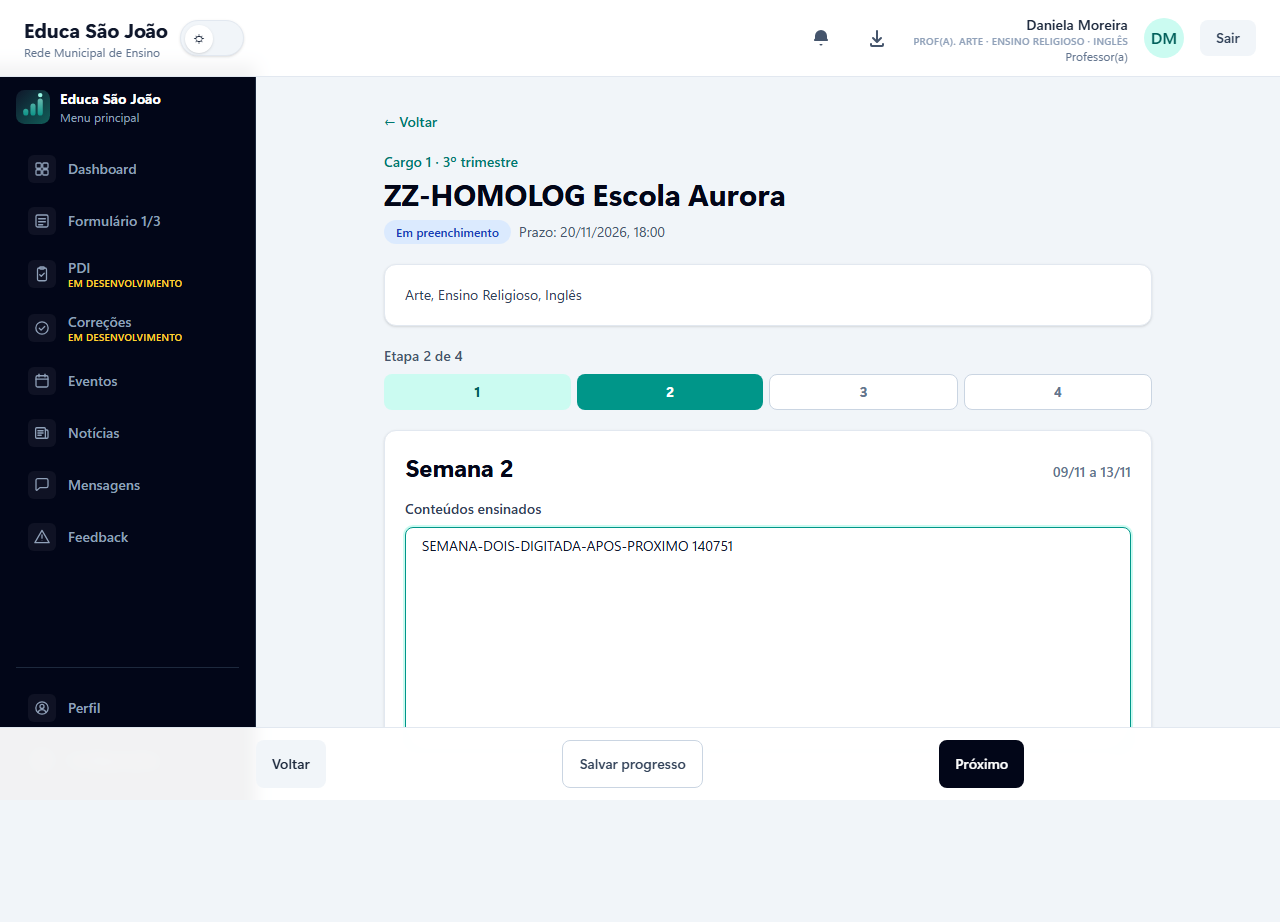 Educa São João
Rede Municipal de Ensino
Daniela Moreira
PROF(A). ARTE · ENSINO RELIGIOSO · INGLÊS
Professor(a)
DM
Sair
Educa São João
Menu principal
Dashboard
Formulário 1/3
PDI
EM DESENVOLVIMENTO
Correções
EM DESENVOLVIMENTO
Eventos
Notícias
Mensagens
Feedback
Perfil
← Voltar
Cargo 1 · 3º trimestre
ZZ-HOMOLOG Escola Aurora
Em preenchimento Prazo: 20/11/2026, 18:00
Arte, Ensino Religioso, Inglês
Etapa 2 de 4
1 2 3 4
Semana 2 09/11 a 13/11
Conteúdos ensinados
SEMANA-DOIS-DIGITADA-APOS-PROXIMO 140751
Voltar Salvar progresso Próximo